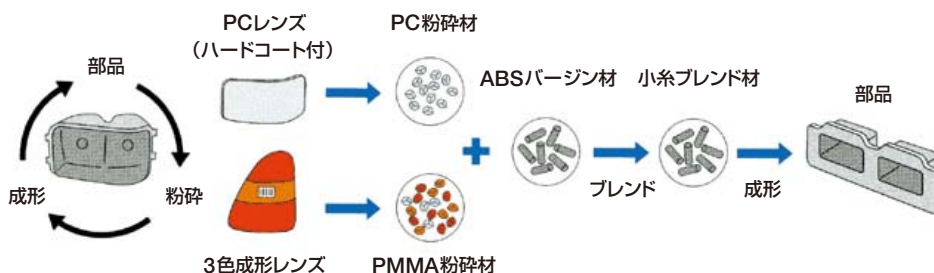 部品
成形
粉砕
PCレンズ
（ハードコート付）
PC粉砕材
3色成形レンズ
PMMA粉砕材
ABSバージン材
ブレンド
小糸ブレンド材
成形
部品